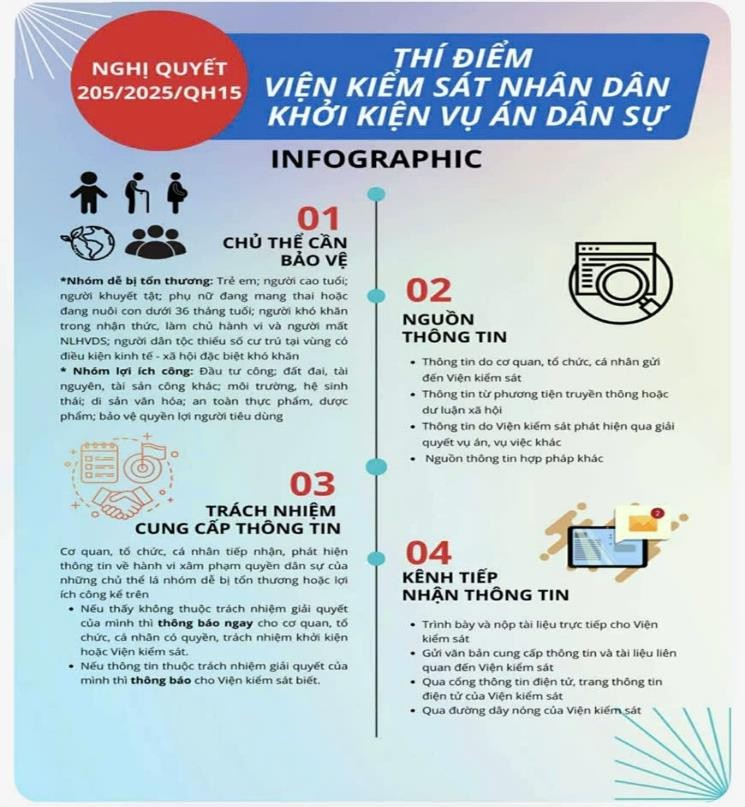 NGHỊ QUYẾT
205/2025/QH15
THÍ ĐIỂM
VIỆN KIỂM SÁT NHÂN DÂN
KHỞI KIỆN VỤ ÁN DÂN SỰ
INFOGRAPHIC
01
CHỦ THỂ CẦN
BẢO VỆ
*Nhóm dễ bị tổn thương: Trẻ em; người cao tuổi;
người khuyết tật; phụ nữ đang mang thai hoặc
đang nuôi con dưới 36 tháng tuổi; người khó khăn
trong nhận thức, làm chủ hành vi và người mất
NLHVDS; người dân tộc thiểu số cư trú tại vùng có
điều kiện kinh tế - xã hội đặc biệt khó khăn
* Nhóm lợi ích công: Đầu tư công; đất đai, tài
nguyên, tài sản công khác; môi trường, hệ sinh
thái; di sản văn hóa; an toàn thực phẩm, dược
phẩm; bảo vệ quyền lợi người tiêu dùng
02
NGUỒN
THÔNG TIN
• Thông tin do cơ quan, tổ chức, cá nhân gửi
đến Viện kiểm sát
• Thông tin từ phương tiện truyền thông hoặc
dư luận xã hội
• Thông tin do Viện kiểm sát phát hiện qua giải
quyết vụ án, vụ việc khác
• Nguồn thông tin hợp pháp khác
03
TRÁCH NHIỆM
CUNG CẤP THÔNG TIN
Cơ quan, tổ chức, cá nhân tiếp nhận, phát hiện
thông tin về hành vi xâm phạm quyền dân sự của
những chủ thể lá nhóm dễ bị tổn thương hoặc lợi
ích công kể trên
• Nếu thấy không thuộc trách nhiệm giải quyết
của mình thì thông báo ngay cho cơ quan, tổ
chức, cá nhân có quyền, trách nhiệm khởi kiện
hoặc Viện kiểm sát.
• Nếu thông tin thuộc trách nhiệm giải quyết của
mình thì thông báo cho Viện kiểm sát biết.
2
04
KÊNH TIẾP
NHẬN THÔNG TIN
• Trình bày và nộp tài liệu trực tiếp cho Viện
kiểm sát
• Gửi văn bản cung cấp thông tin và tài liệu liên
quan đến Viện kiểm sát
• Qua cổng thông tin điện tử, trang thông tin
điện tử của Viện kiểm sát
• Qua đường dây nóng của Viện kiểm sát